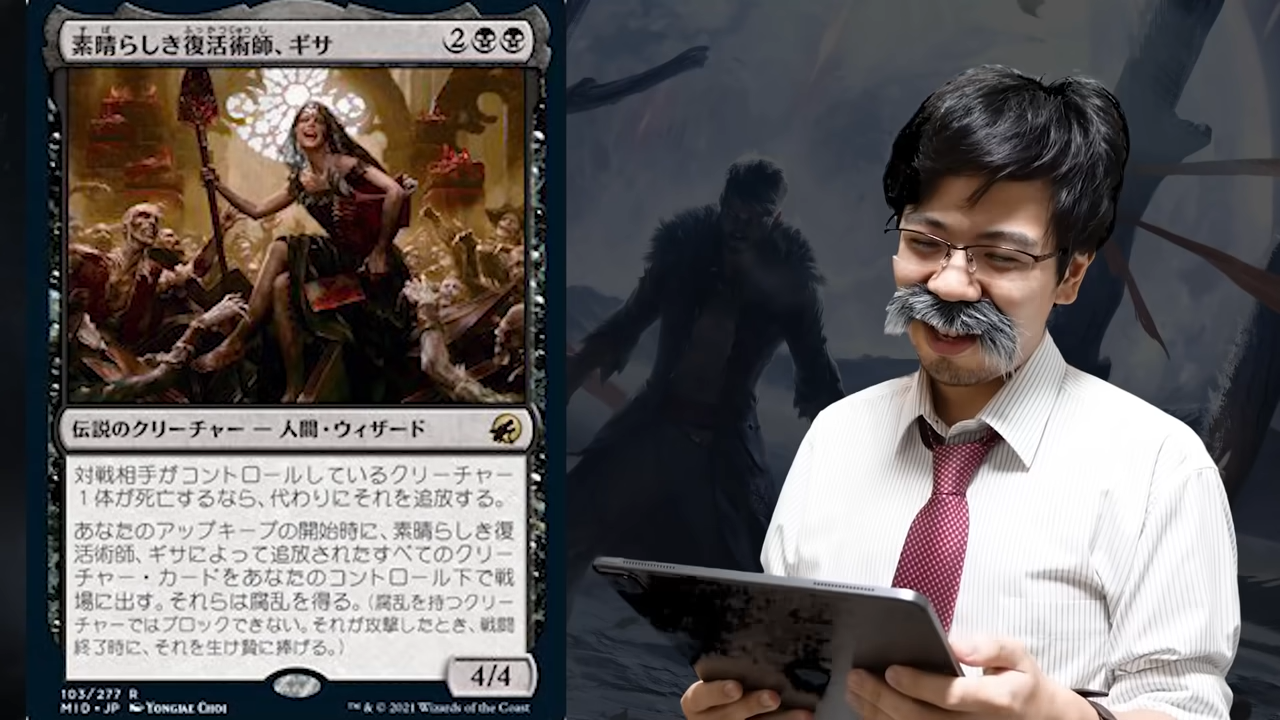 素晴らしき復活術師、ギサ
2
伝説のクリーチャー — 人間・ウィザード
対戦相手がコントロールしているクリーチャー
1体が死亡するなら、代わりにそれを追放する。
あなたのアップキープの開始時に、素晴らしき復
活術師、ギサによって追放されたすべてのクリー
チャー・カードをあなたのコントロール下で戦
場に出す。それらは腐乱を得る。(腐乱を持つクリー
チャーではブロックできない。それが攻撃したとき、戦闘
終了時に、それを生け贄に捧げる。)
4/4
103/277 R
MID・JP YONGJAE CHOI
™ & © 2021 Wizards of the Coast